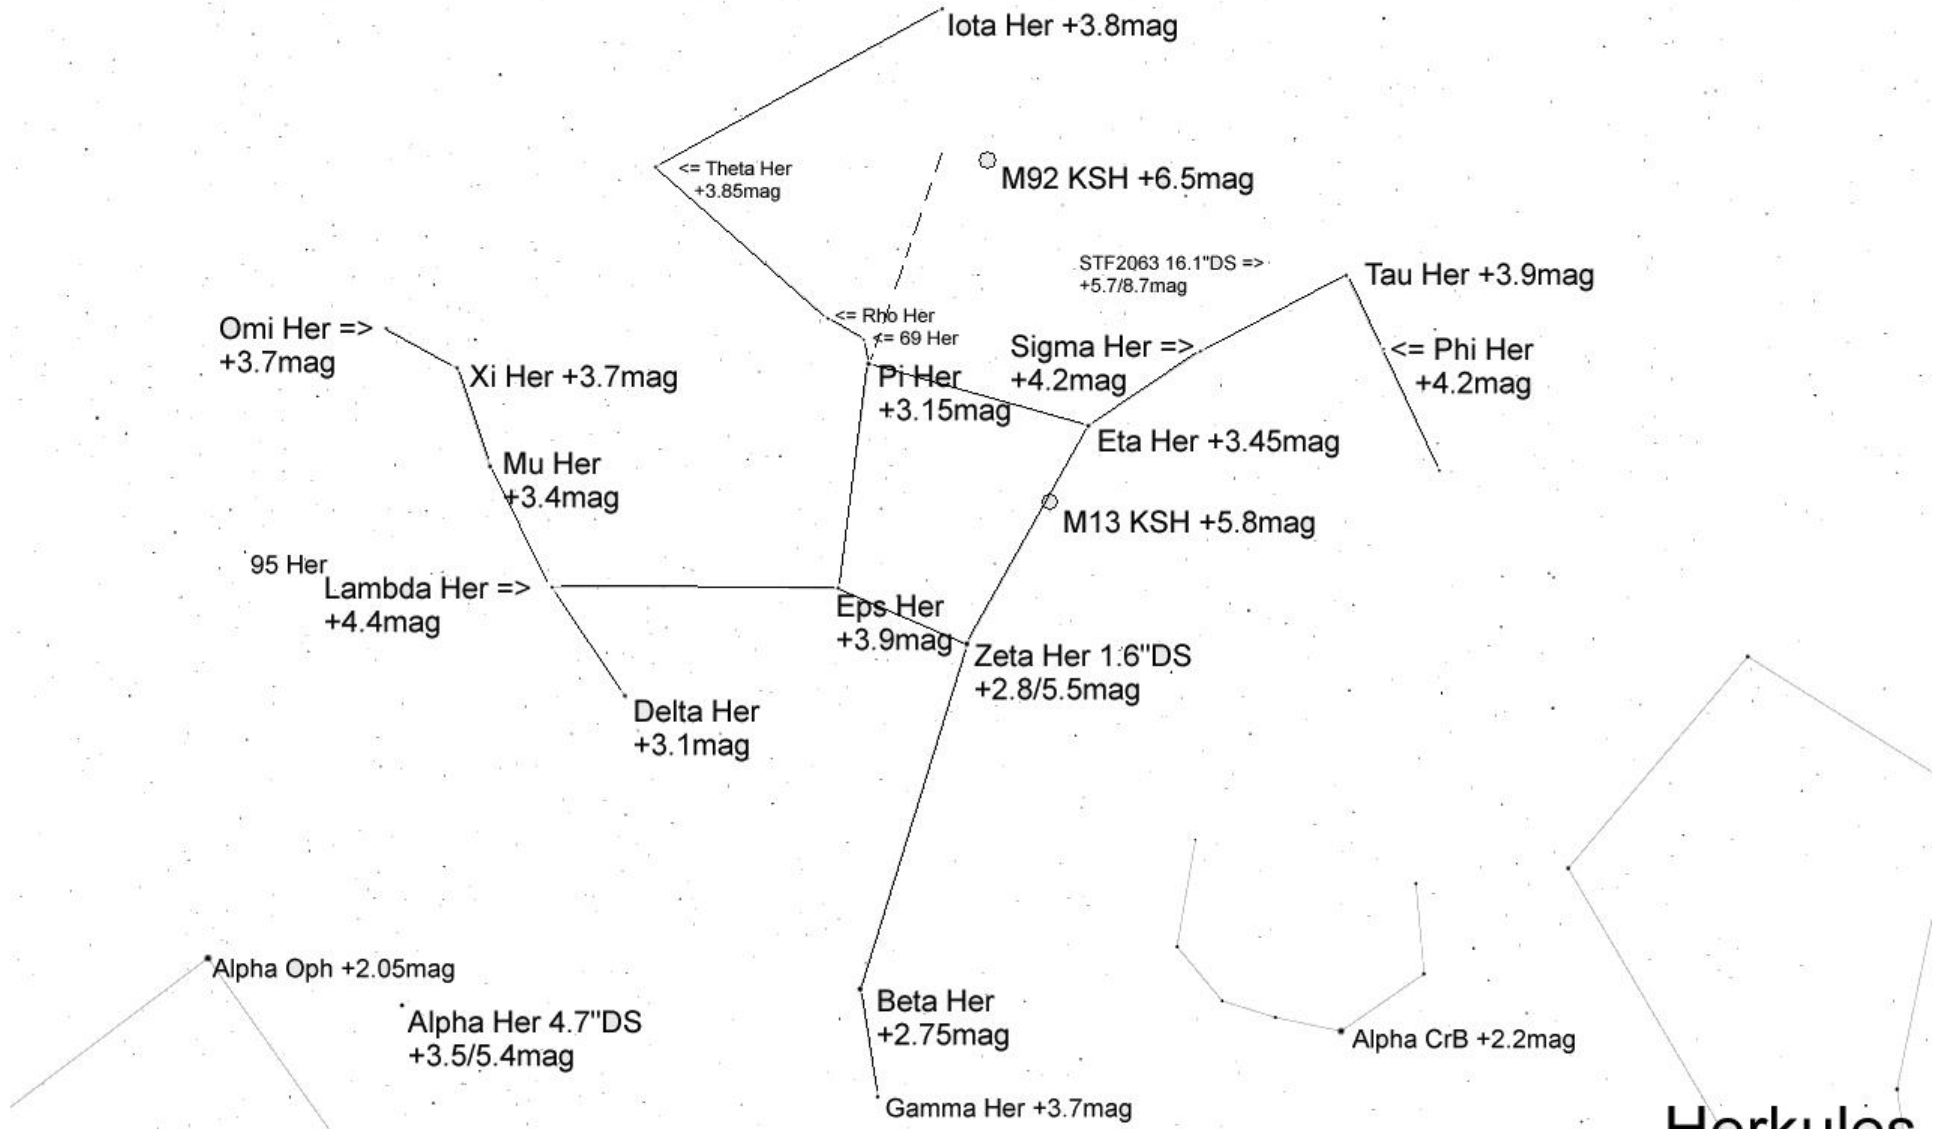 Iota Her +3.8mag
<= Theta Her
+3.85mag
M92 KSH +6.5mag
STF2063 16.1"DS =>
+5.7/8.7mag
Tau Her +3.9mag
Omi Her =>
+3.7mag
<= Rho Her
<= 69 Her
Sigma Her =>
+4.2mag
<= Phi Her
+4.2mag
Xi Her +3.7mag
Pi Her
+3.15mag
Eta Her +3.45mag
Mu Her
+3.4mag
M13 KSH +5.8mag
95 Her
Lambda Her =>
+4.4mag
Eps Her
+3.9mag
Zeta Her 1.6"DS
+2.8/5.5mag
Delta Her
+3.1mag
Alpha Oph +2.05mag
Alpha Her 4.7"DS
+3.5/5.4mag
Beta Her
+2.75mag
Alpha CrB +2.2mag
Gamma Her +3.7mag
Herkules